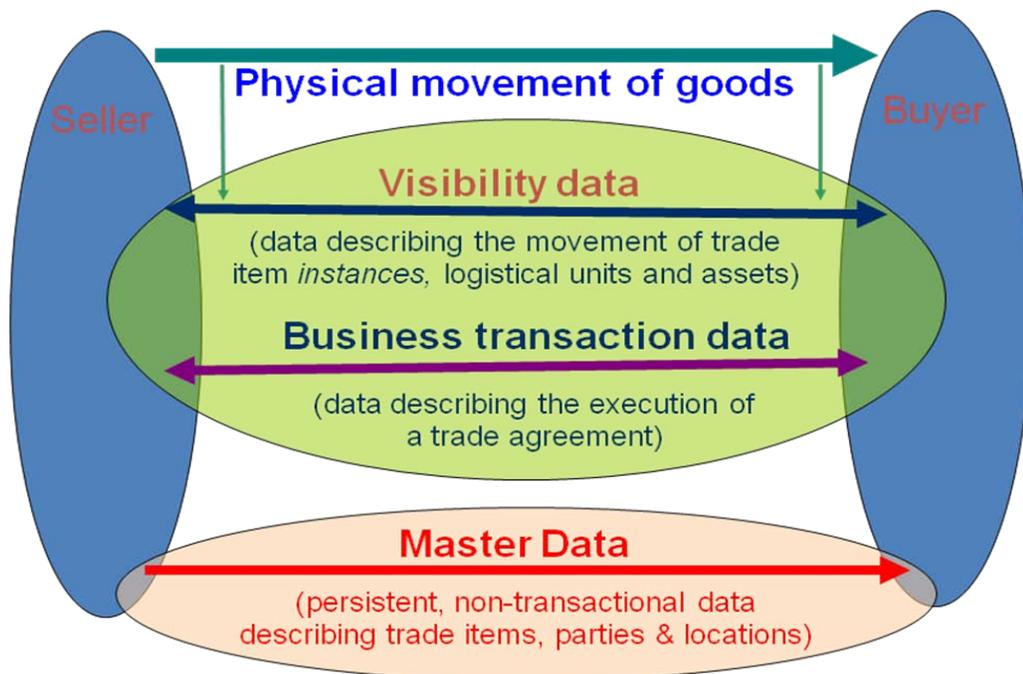 Physical movement of goods
Seller
Buyer
Visibility data
(data describing the movement of trade
item instances, logistical units and assets)
Business transaction data
(data describing the execution of
a trade agreement)
Master Data
(persistent, non-transactional data
describing trade items, parties & locations)